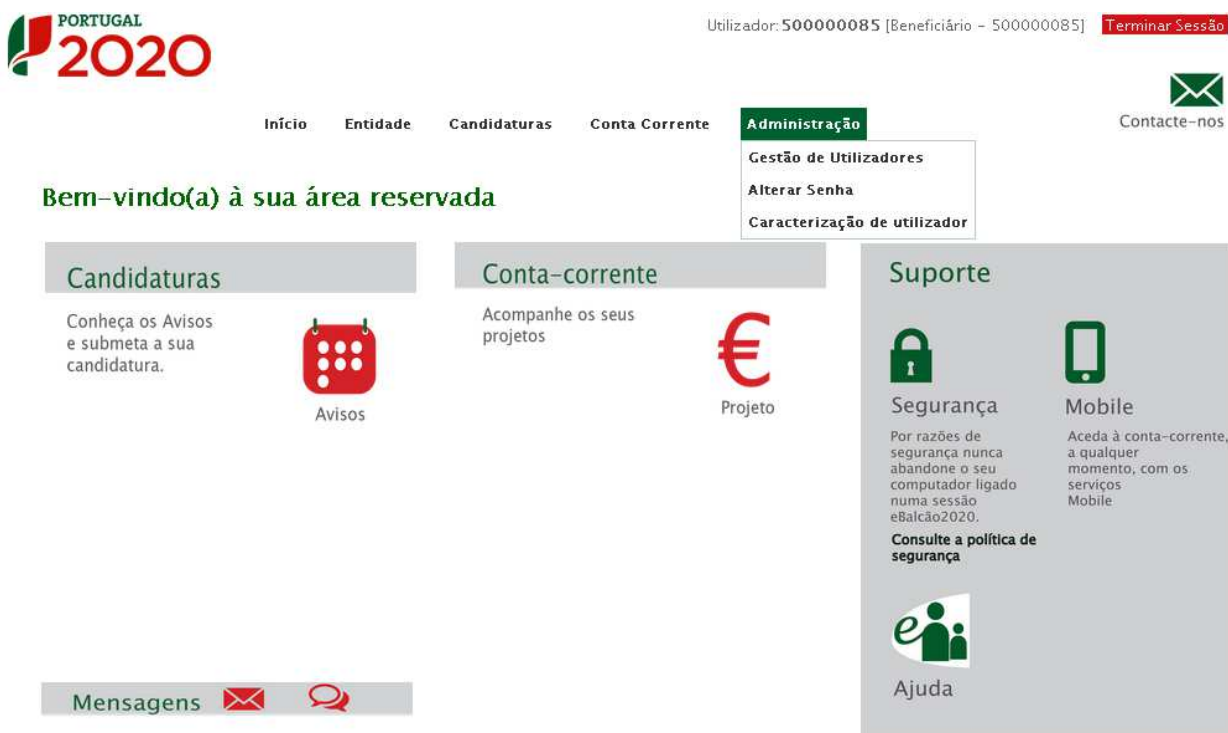 PORTUGAL
2020
Utilizador: 500000085 [Beneficiário - 500000085]
Terminar Sessão
Contacte-nos
Início Entidade Candidaturas Conta Corrente Administração
Gestão de Utilizadores
Alterar Senha
Caracterização de utilizador
Bem-vindo(a) à sua área reservada
Candidaturas
Conheça os Avisos
e submeta a sua
candidatura.
Avisos
Conta-corrente
Acompanhe os seus
projetos
€
Projeto
Suporte
Segurança
Por razões de
segurança nunca
abandone o seu
computador ligado
numa sessão
eBalcão2020.
Consulte a política de
segurança
Mobile
Aceda à conta-corrente,
a qualquer
momento, com os
serviços
Mobile
e
Ajuda
Mensagens